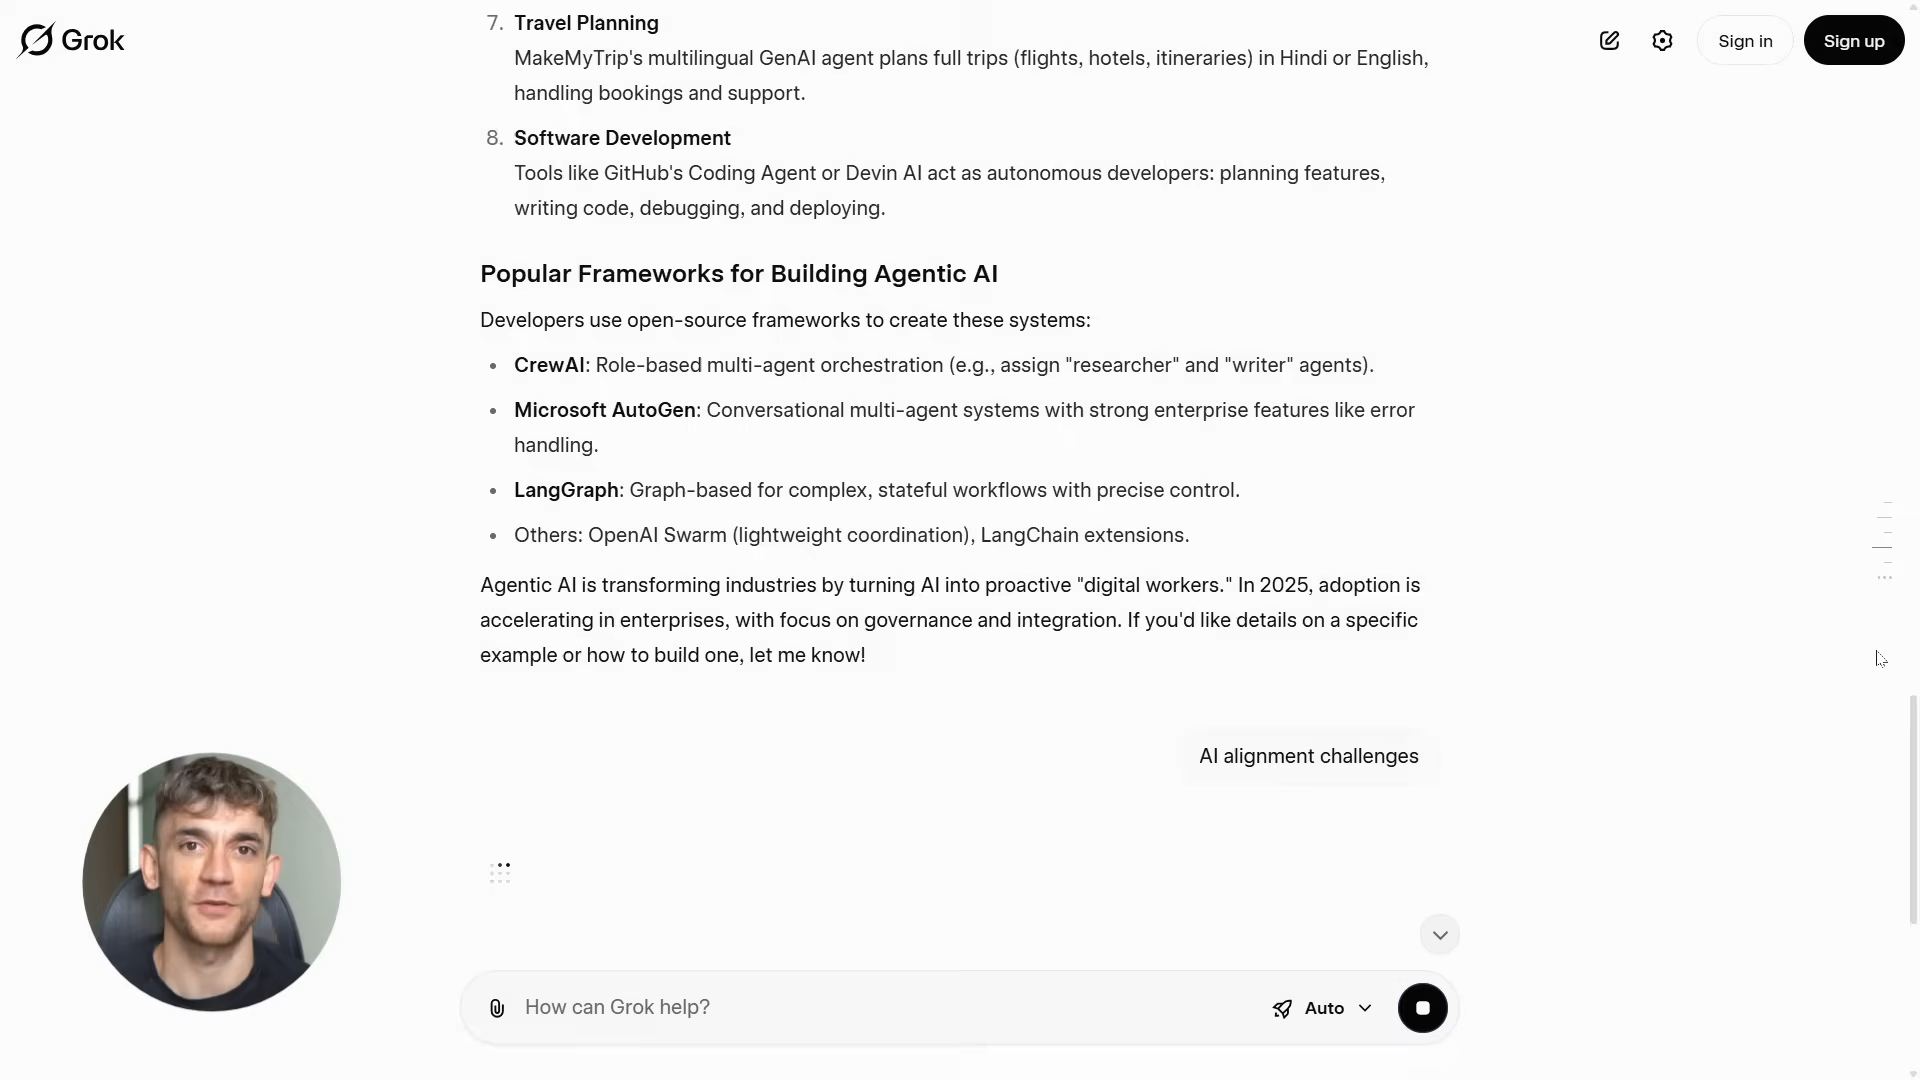 Grok
Sign in
Sign up
7. Travel Planning
MakeMyTrip's multilingual GenAI agent plans full trips (flights, hotels, itineraries) in Hindi or English,
handling bookings and support.
8. Software Development
Tools like GitHub's Coding Agent or Devin AI act as autonomous developers: planning features,
writing code, debugging, and deploying.
Popular Frameworks for Building Agentic AI
Developers use open-source frameworks to create these systems:
• CrewAI: Role-based multi-agent orchestration (e.g., assign "researcher" and "writer" agents).
• Microsoft AutoGen: Conversational multi-agent systems with strong enterprise features like error
handling.
• LangGraph: Graph-based for complex, stateful workflows with precise control.
• Others: OpenAI Swarm (lightweight coordination), LangChain extensions.
Agentic AI is transforming industries by turning AI into proactive "digital workers." In 2025, adoption is
accelerating in enterprises, with focus on governance and integration. If you'd like details on a specific
example or how to build one, let me know!
AI alignment challenges
How can Grok help?
Auto